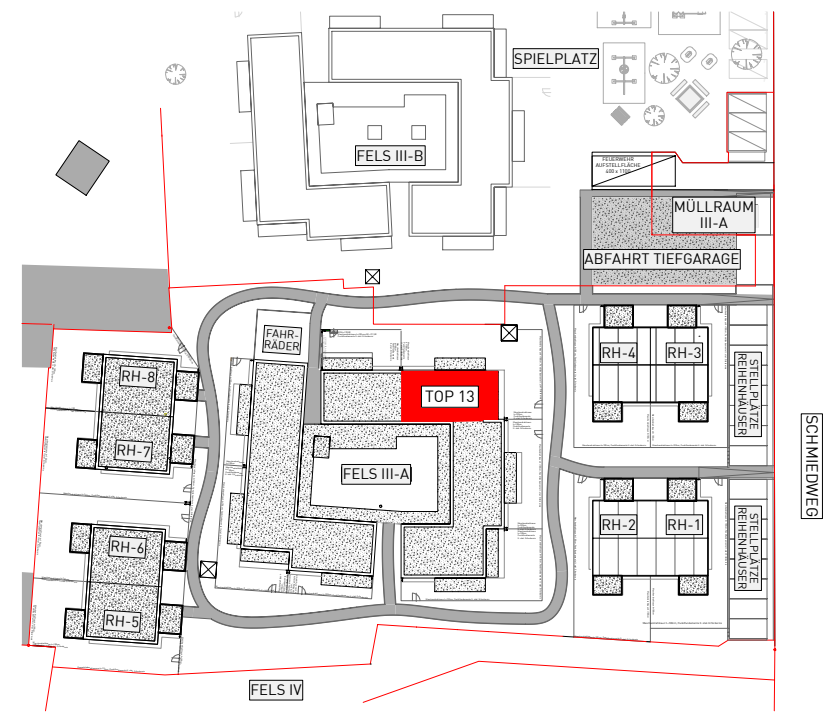 SPIELPLATZ
FELS III-B
FEUERWEHR
AUFSTELLFLÄCHE
600 x 1100
MÜLLRAUM
III-A
ABFAHRT TIEFGARAGE
FAHR-
RÄDER
RH-4
RH-3
STELLPLÄTZE
REIHENHÄUSER
RH-8
TOP 13
SCHMIEDWEG
RH-7
FELS III-A
RH-6
RH-2
RH-1
STELLPLÄTZE
REIHENHÄUSER
RH-5
FELS IV